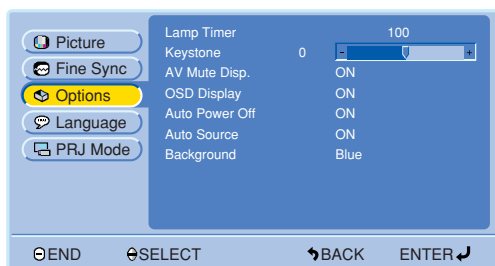 Picture
Fine Sync
Options
Language
PRJ Mode
Lamp Timer 100
Keystone 0 - +
AV Mute Disp. ON
OSD Display ON
Auto Power Off ON
Auto Source ON
Background Blue
END SELECT BACK ENTER